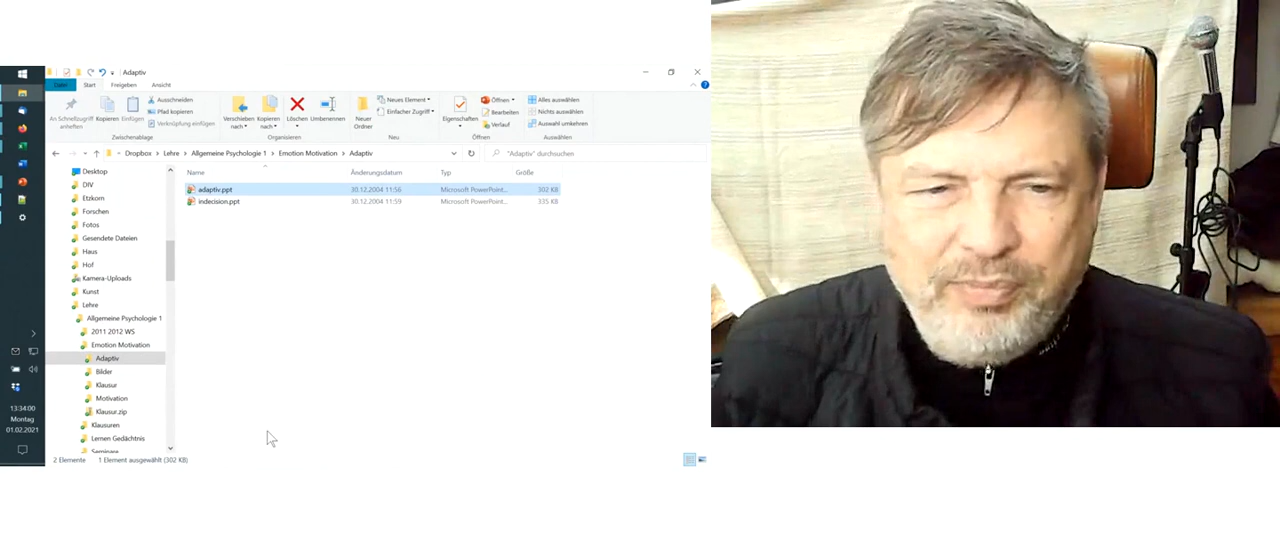 Adaptiv
Start Freigeben Ansicht
An Schnellzugriff anheften
Kopieren
Einfügen
Ausschneiden
Pfad kopieren
Verknüpfung einfügen
Verschieben nach
Kopieren nach
Löschen
Umbenennen
Neuer Ordner
Neues Element
Einfacher Zugriff
Eigenschaften
Öffnen
Bearbeiten
Verlauf
Alles auswählen
Nichts auswählen
Auswahl umkehren
Zwischenablage Organisieren Neu Öffnen Auswählen
Dropbox > Lehre > Allgemeine Psychologie 1 > Emotion Motivation > Adaptiv
"Adaptiv" durchsuchen
Name Änderungsdatum Typ Größe
adaptiv.ppt 30.12.2004 11:56 Microsoft PowerPoint... 302 KB
indecision.ppt 30.12.2004 11:59 Microsoft PowerPoint... 335 KB
Desktop
DIV
Etzkorn
Forschen
Fotos
Gesendete Dateien
Haus
Hof
Kamera-Uploads
Kunst
Lehre
Allgemeine Psychologie 1
2011 2012 WS
Emotion Motivation
Adaptiv
Bilder
Klausur
Motivation
Klausur.zip
Klausuren
Lernen Gedächtnis
Seminare
2 Elemente 1 Element ausgewählt (302 KB)
13:34:00
Montag
01.02.2021